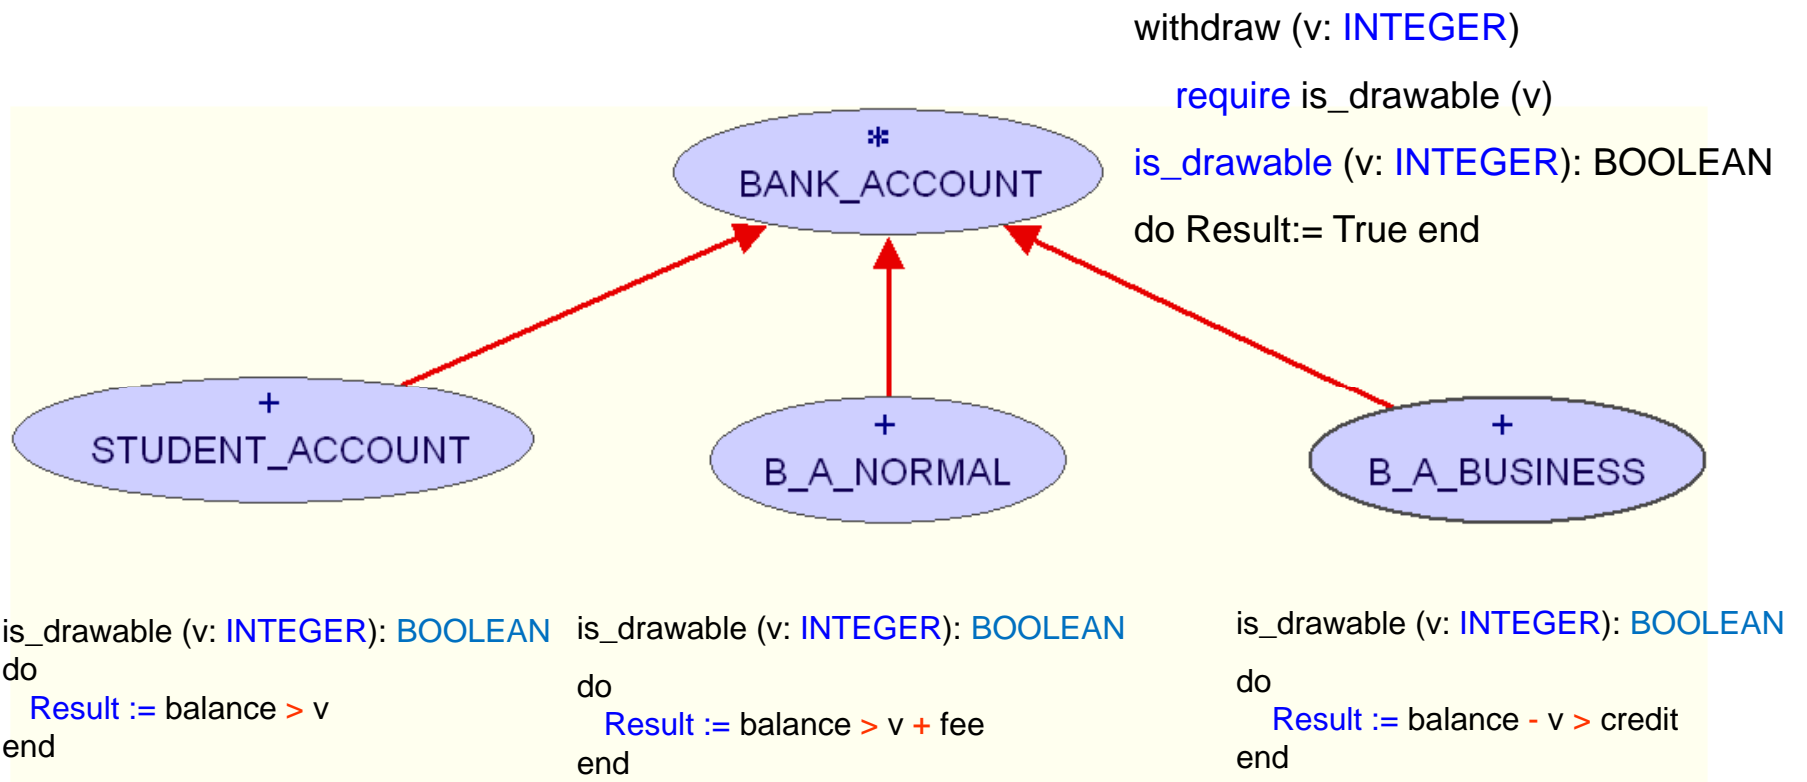 withdraw (v: INTEGER)
require is_drawable (v)
is_drawable (v: INTEGER): BOOLEAN
do Result:= True end
*
BANK_ACCOUNT
+
STUDENT_ACCOUNT
+
B_A_NORMAL
+
B_A_BUSINESS
is_drawable (v: INTEGER): BOOLEAN
do
Result := balance > v
end
is_drawable (v: INTEGER): BOOLEAN
do
Result := balance > v + fee
end
is_drawable (v: INTEGER): BOOLEAN
do
Result := balance - v > credit
end